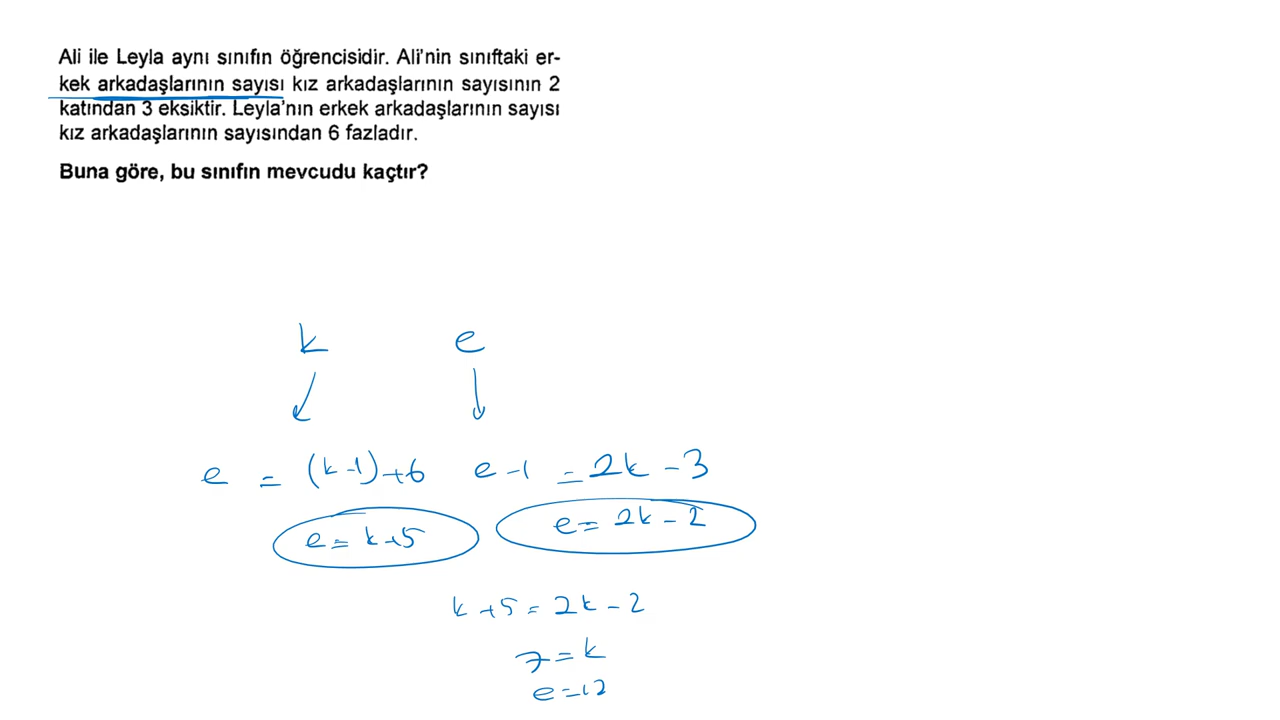 Ali ile Leyla aynı sınıfın öğrencisidir. Ali'nin sınıftaki er-
kek arkadaşlarının sayısı kız arkadaşlarının sayısının 2
katından 3 eksiktir. Leyla'nın erkek arkadaşlarının sayısı
kız arkadaşlarının sayısından 6 fazladır.
Buna göre, bu sınıfın mevcudu kaçtır?
k e
e = (k-1)+6 e-1 = 2k-3
e = k+5 e = 2k-2
k+5 = 2k-2
7 = k
e = 12